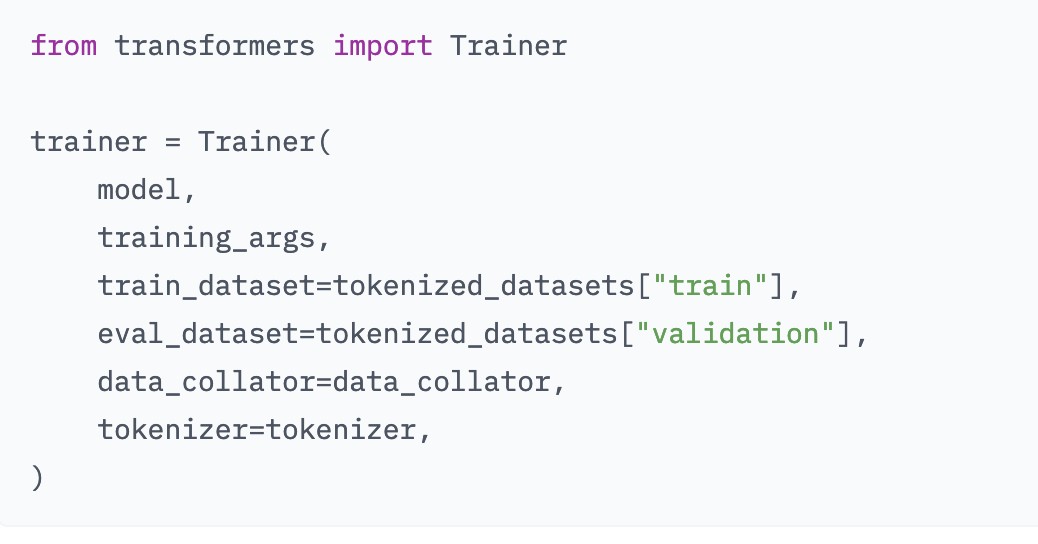 from transformers import Trainer

trainer = Trainer(
    model,
    training_args,
    train_dataset=tokenized_datasets["train"],
    eval_dataset=tokenized_datasets["validation"],
    data_collator=data_collator,
    tokenizer=tokenizer,
)